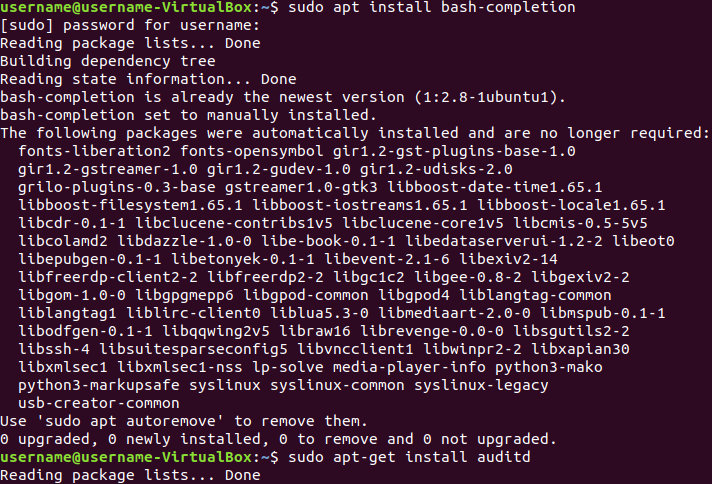 username@username-VirtualBox:~$ sudo apt install bash-completion
[sudo] password for username:
Reading package lists... Done
Building dependency tree
Reading state information... Done
bash-completion is already the newest version (1:2.8-1ubuntu1).
bash-completion set to manually installed.
The following packages were automatically installed and are no longer required:
  fonts-liberation2 fonts-opensymbol gir1.2-gst-plugins-base-1.0
  gir1.2-gstreamer-1.0 gir1.2-gudev-1.0 gir1.2-udisks-2.0
  grilo-plugins-0.3-base gstreamer1.0-gtk3 libboost-date-time1.65.1
  libboost-filesystem1.65.1 libboost-iostreams1.65.1 libboost-locale1.65.1
  libcdr-0.1-1 libclucene-contribs1v5 libclucene-core1v5 libcmis-0.5-5v5
  libcolamd2 libdazzle-1.0-0 libe-book-0.1-1 libedataserverui-1.2-2 libeot0
  libepubgen-0.1-1 libetonyek-0.1-1 libevent-2.1-6 libexiv2-14
  libfreerdp-client2-2 libfreerdp2-2 libgc1c2 libgee-0.8-2 libgexiv2-2
  libgom-1.0-0 libgpgmepp6 libgpod-common libgpod4 liblangtag-common
  liblangtag1 liblirc-client0 liblua5.3-0 libmediaart-2.0-0 libmspub-0.1-1
  libodfgen-0.1-1 libqqwing2v5 libraw16 librevenge-0.0-0 libsgutils2-2
  libssh-4 libsuitesparseconfig5 libvncclient1 libwinpr2-2 libxapian30
  libxmlsec1 libxmlsec1-nss lp-solve media-player-info python3-mako
  python3-markupsafe syslinux syslinux-common syslinux-legacy
  usb-creator-common
Use 'sudo apt autoremove' to remove them.
0 upgraded, 0 newly installed, 0 to remove and 0 not upgraded.
username@username-VirtualBox:~$ sudo apt-get install auditd
Reading package lists... Done